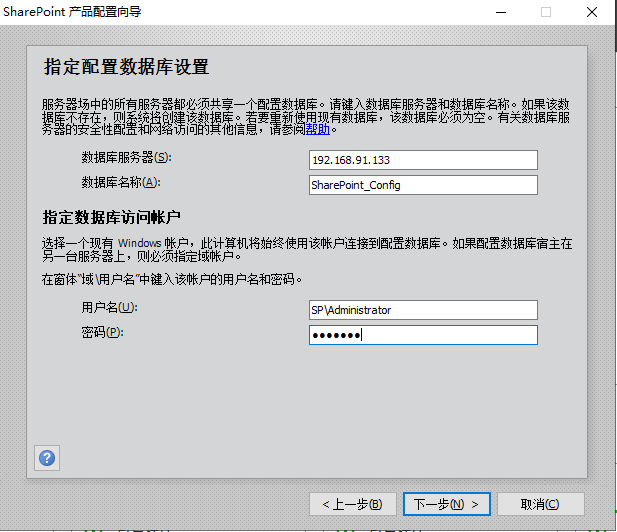 SharePoint 产品配置向导
指定配置数据库设置
服务器场中的所有服务器都必须共享一个配置数据库。请键入数据库服务器和数据库名称。如果该数
据库不存在，则系统将创建该数据库。若要重新使用现有数据库，该数据库必须为空。有关数据库服
务器的安全性配置和网络访问的其他信息，请参阅帮助。
数据库服务器(S):
192.168.91.133
数据库名称(A):
SharePoint_Config
指定数据库访问帐户
选择一个现有 Windows 帐户，此计算机将始终使用该帐户连接到配置数据库。如果配置数据库宿主在
另一台服务器上，则必须指定域帐户。
在窗体"域\用户名"中键入该帐户的用户名和密码。
用户名(U):
SP\Administrator
密码(P):
●●●●●●●
?
< 上一步(B)
下一步(N) >
取消(C)